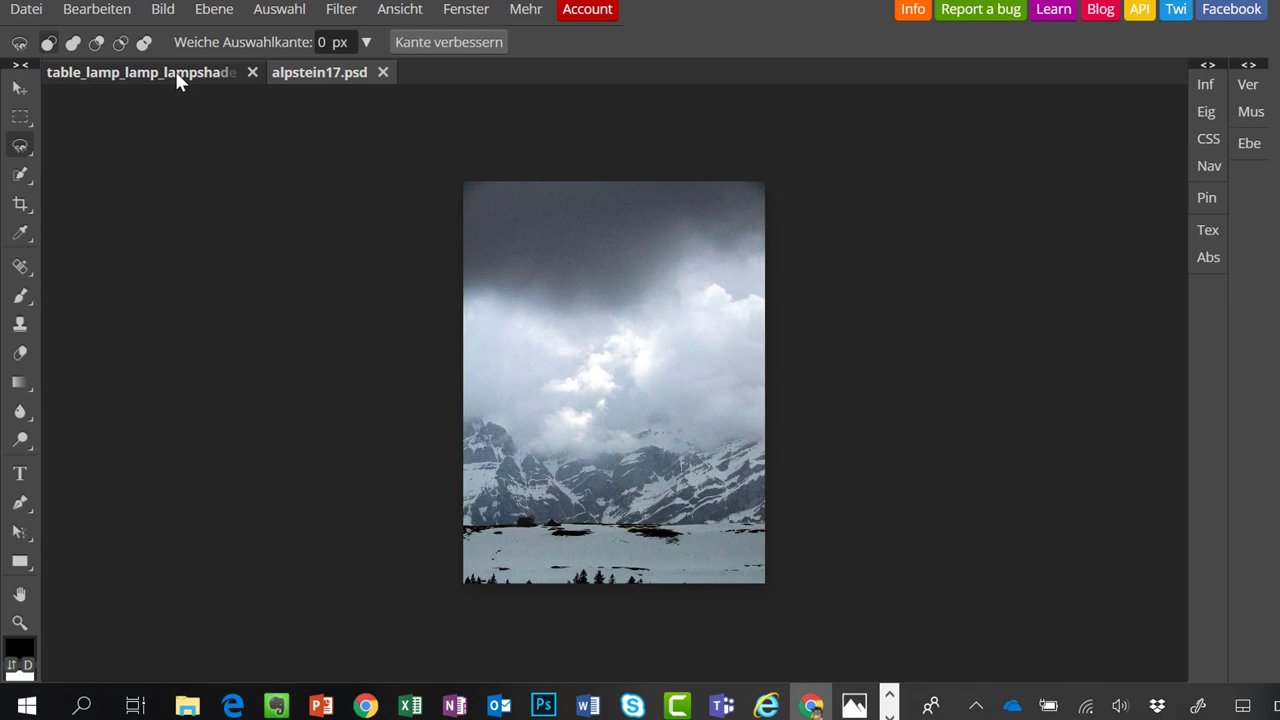 Datei Bearbeiten Bild Ebene Auswahl Filter Ansicht Fenster Mehr Account Info Report a bug Learn Blog API Twi Facebook
Weiche Auswahlkante: 0 px Kante verbessern
> < < > < >
table_lamp_lamp_lampshade alpstein17.psd
Inf Ver
Eig Mus
CSS
Ebe
Nav
Pin
Tex
Abs
T
D